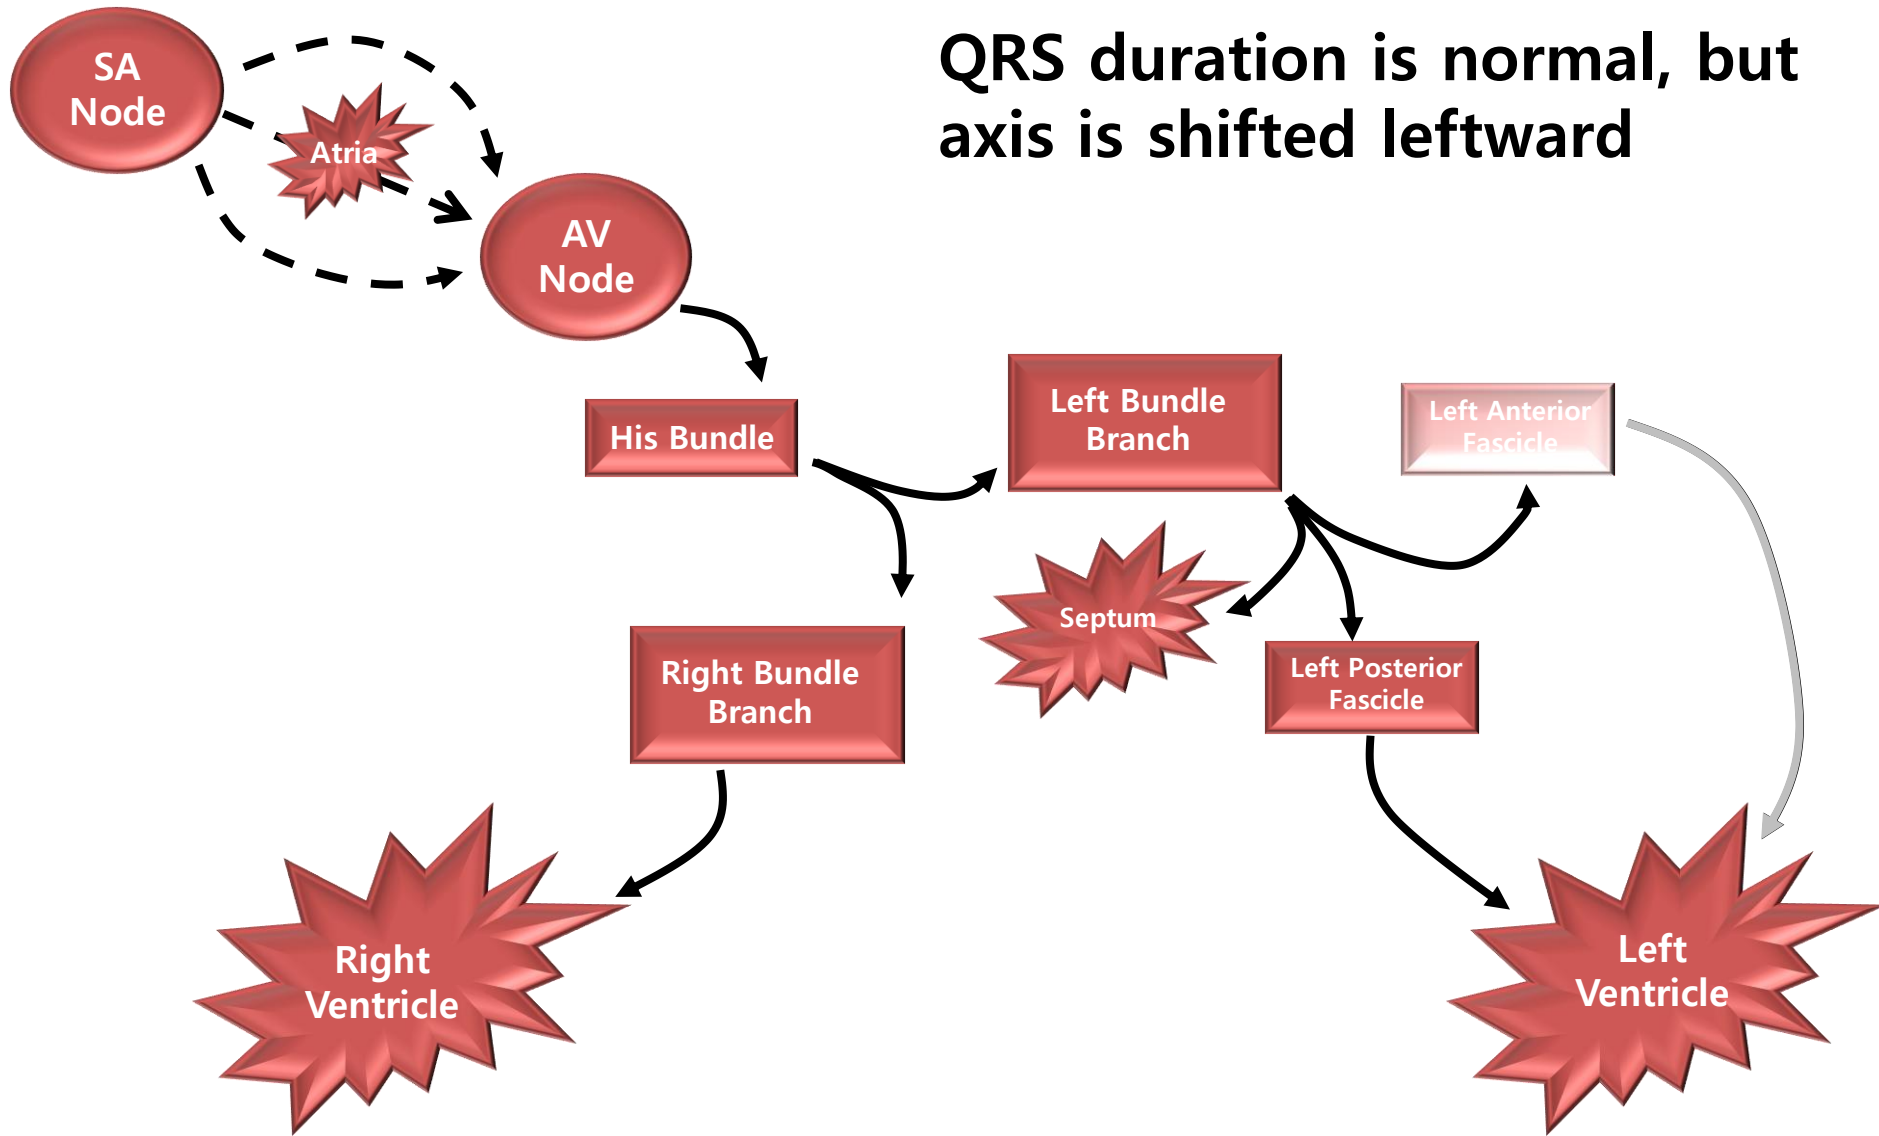 QRS duration is normal, but
axis is shifted leftward
SA
Node
Atria
AV
Node
His Bundle
Left Bundle
Branch
Left Anterior
Fascicle
Septum
Right Bundle
Branch
Left Posterior
Fascicle
Right
Ventricle
Left
Ventricle